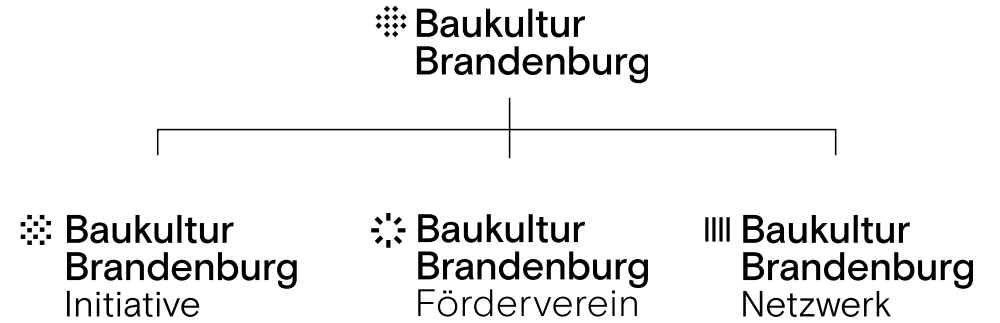 Baukultur
Brandenburg
Baukultur
Brandenburg
Initiative
Baukultur
Brandenburg
Förderverein
Baukultur
Brandenburg
Netzwerk